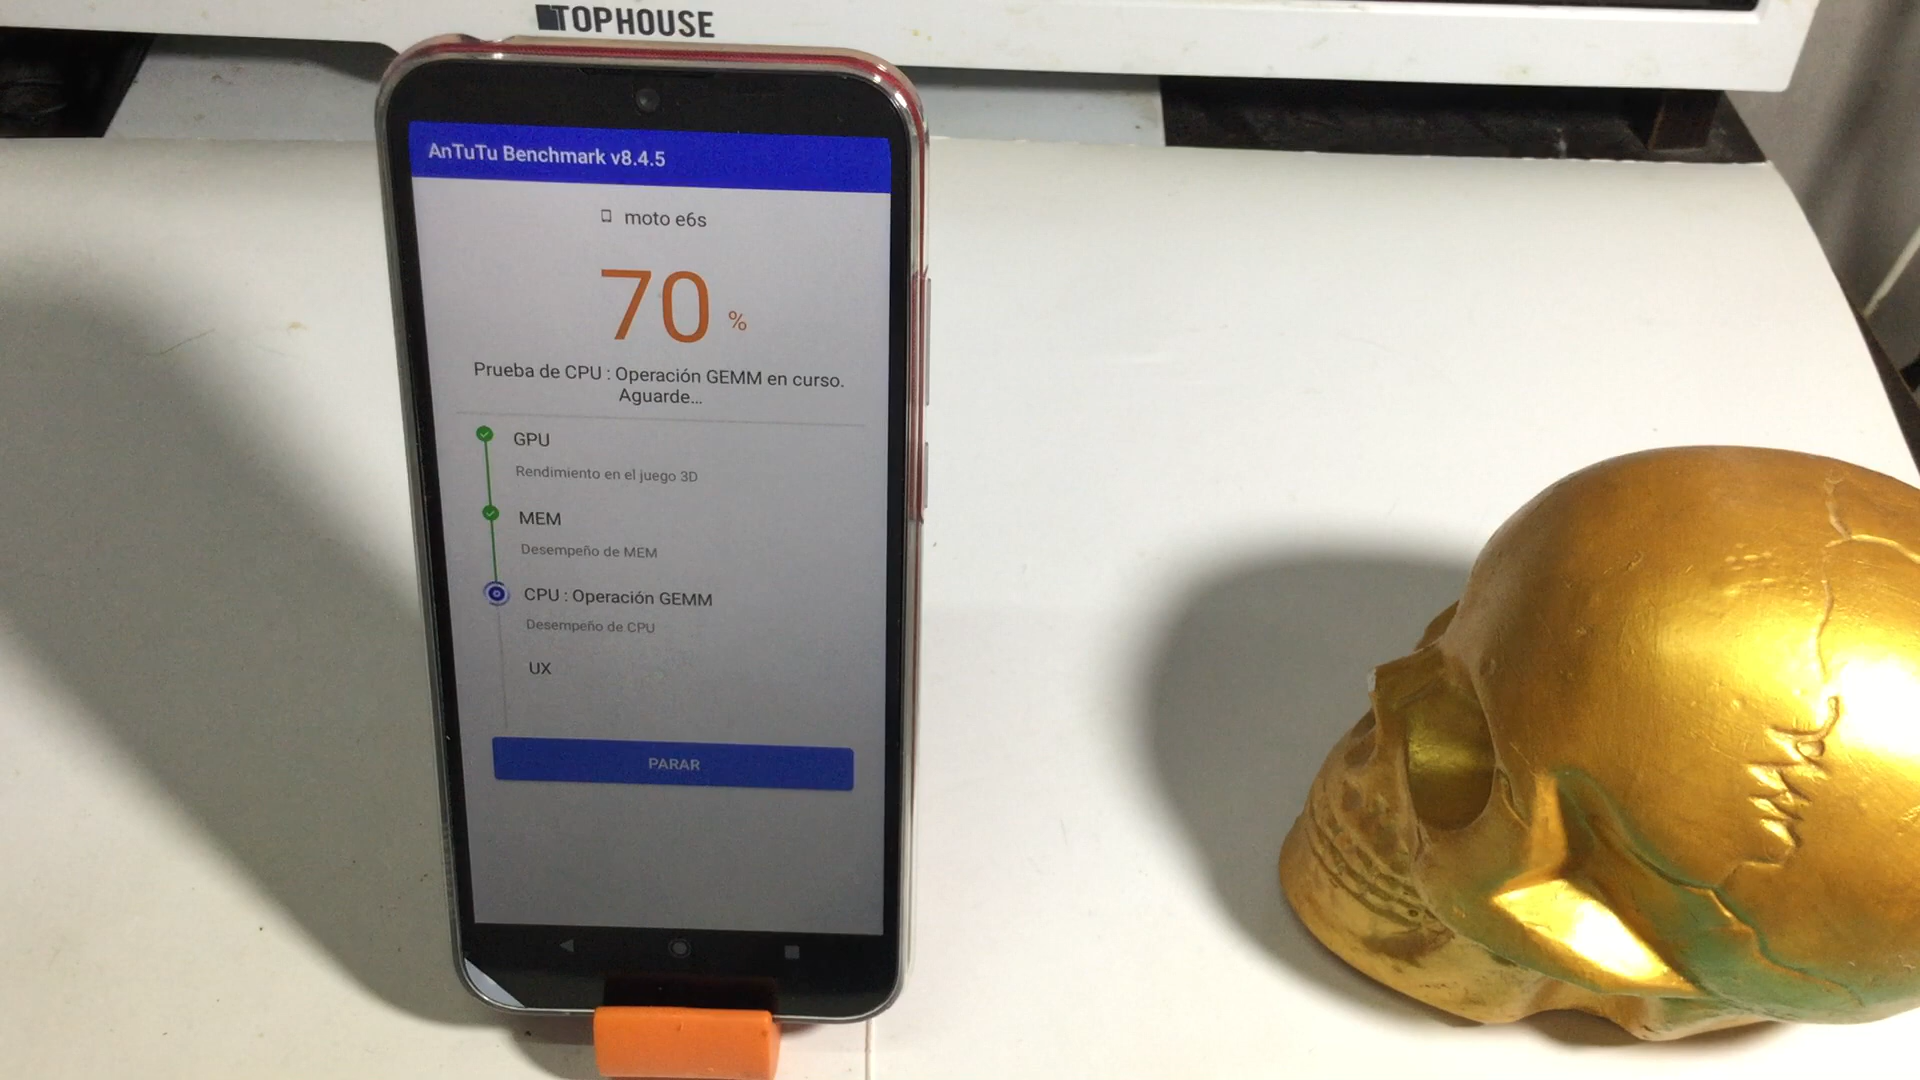 TOPHOUSE
AnTuTu Benchmark v8.4.5
moto e6s
70 %
Prueba de CPU : Operación GEMM en curso.
Aguarde...
GPU
Rendimiento en el juego 3D
MEM
Desempeño de MEM
CPU : Operación GEMM
Desempeño de CPU
UX
PARAR